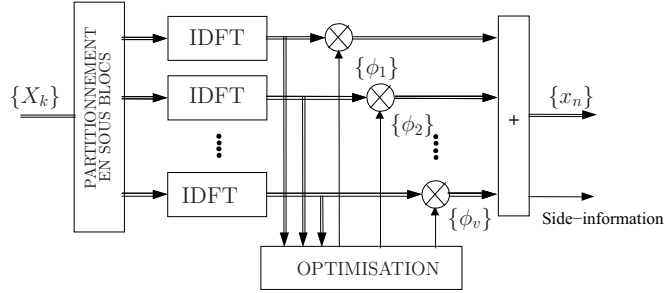 {X_k}
PARTITIONNEMENT
EN SOUS BLOCS
IDFT
{ϕ_1}
IDFT
{ϕ_2}
IDFT
{ϕ_v}
OPTIMISATION
+
{x_n}
Side-information